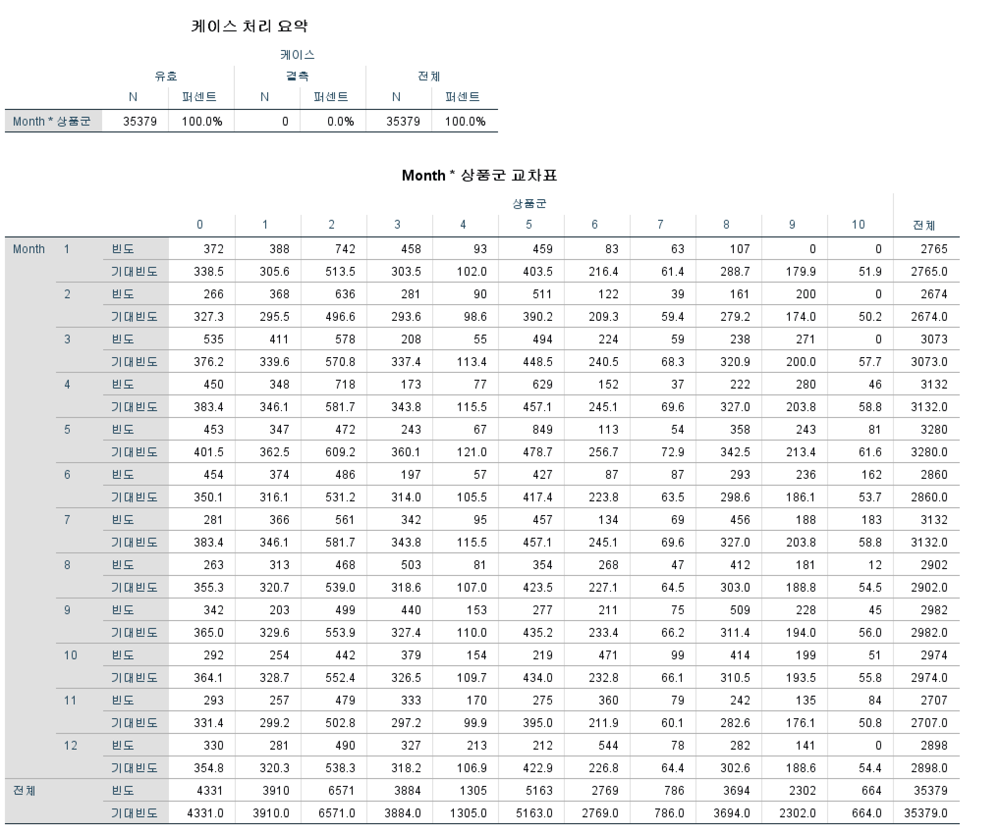 케이스 처리 요약
케이스
유효 결측 전체
N 퍼센트 N 퍼센트 N 퍼센트
Month * 상품군 35379 100.0% 0 0.0% 35379 100.0%
Month * 상품군 교차표
상품군
0 1 2 3 4 5 6 7 8 9 10 전체
Month 1 빈도 372 388 742 458 93 459 83 63 107 0 0 2765
기대빈도 338.5 305.6 513.5 303.5 102.0 403.5 216.4 61.4 288.7 179.9 51.9 2765.0
2 빈도 266 368 636 281 90 511 122 39 161 200 0 2674
기대빈도 327.3 295.5 496.6 293.6 98.6 390.2 209.3 59.4 279.2 174.0 50.2 2674.0
3 빈도 535 411 578 208 55 494 224 59 238 271 0 3073
기대빈도 376.2 339.6 570.8 337.4 113.4 448.5 240.5 68.3 320.9 200.0 57.7 3073.0
4 빈도 450 348 718 173 77 629 152 37 222 280 46 3132
기대빈도 383.4 346.1 581.7 343.8 115.5 457.1 245.1 69.6 327.0 203.8 58.8 3132.0
5 빈도 453 347 472 243 67 849 113 54 358 243 81 3280
기대빈도 401.5 362.5 609.2 360.1 121.0 478.7 256.7 72.9 342.5 213.4 61.6 3280.0
6 빈도 454 374 486 197 57 427 87 87 293 236 162 2860
기대빈도 350.1 316.1 531.2 314.0 105.5 417.4 223.8 63.5 298.6 186.1 53.7 2860.0
7 빈도 281 366 561 342 95 457 134 69 456 188 183 3132
기대빈도 383.4 346.1 581.7 343.8 115.5 457.1 245.1 69.6 327.0 203.8 58.8 3132.0
8 빈도 263 313 468 503 81 354 268 47 412 181 12 2902
기대빈도 355.3 320.7 539.0 318.6 107.0 423.5 227.1 64.5 303.0 188.8 54.5 2902.0
9 빈도 342 203 499 440 153 277 211 75 509 228 45 2982
기대빈도 365.0 329.6 553.9 327.4 110.0 435.2 233.4 66.2 311.4 194.0 56.0 2982.0
10 빈도 292 254 442 379 154 219 471 99 414 199 51 2974
기대빈도 364.1 328.7 552.4 326.5 109.7 434.0 232.8 66.1 310.5 193.5 55.8 2974.0
11 빈도 293 257 479 333 170 275 360 79 242 135 84 2707
기대빈도 331.4 299.2 502.8 297.2 99.9 395.0 211.9 60.1 282.6 176.1 50.8 2707.0
12 빈도 330 281 490 327 213 212 544 78 282 141 0 2898
기대빈도 354.8 320.3 538.3 318.2 106.9 422.9 226.8 64.4 302.6 188.6 54.4 2898.0
전체 빈도 4331 3910 6571 3884 1305 5163 2769 786 3694 2302 664 35379
기대빈도 4331.0 3910.0 6571.0 3884.0 1305.0 5163.0 2769.0 786.0 3694.0 2302.0 664.0 35379.0